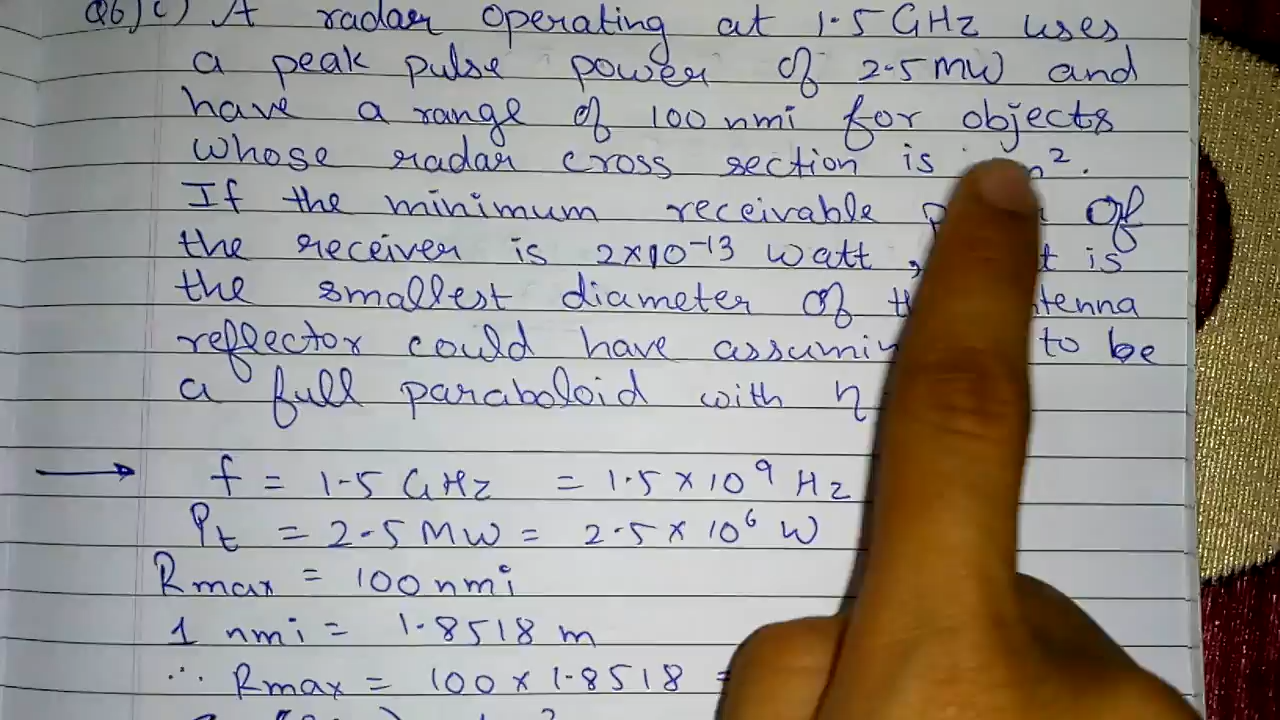 Q6) c) A radar operating at 1.5 GHz uses
a peak pulse power of 2.5 MW and
have a range of 100 nmi for objects
whose radar cross section is
If the minimum receivable of
the receiver is 2x10-13 watt, is
the smallest diameter of
reflector could have to be
a full paraboloid with η
→ f = 1.5 GHz = 1.5 x 10⁹ Hz
Pt = 2.5 MW = 2.5 x 10⁶ W
Rmax = 100 nmi
1 nmi = 1.8518 m
∴ Rmax = 100 x 1.8518 =